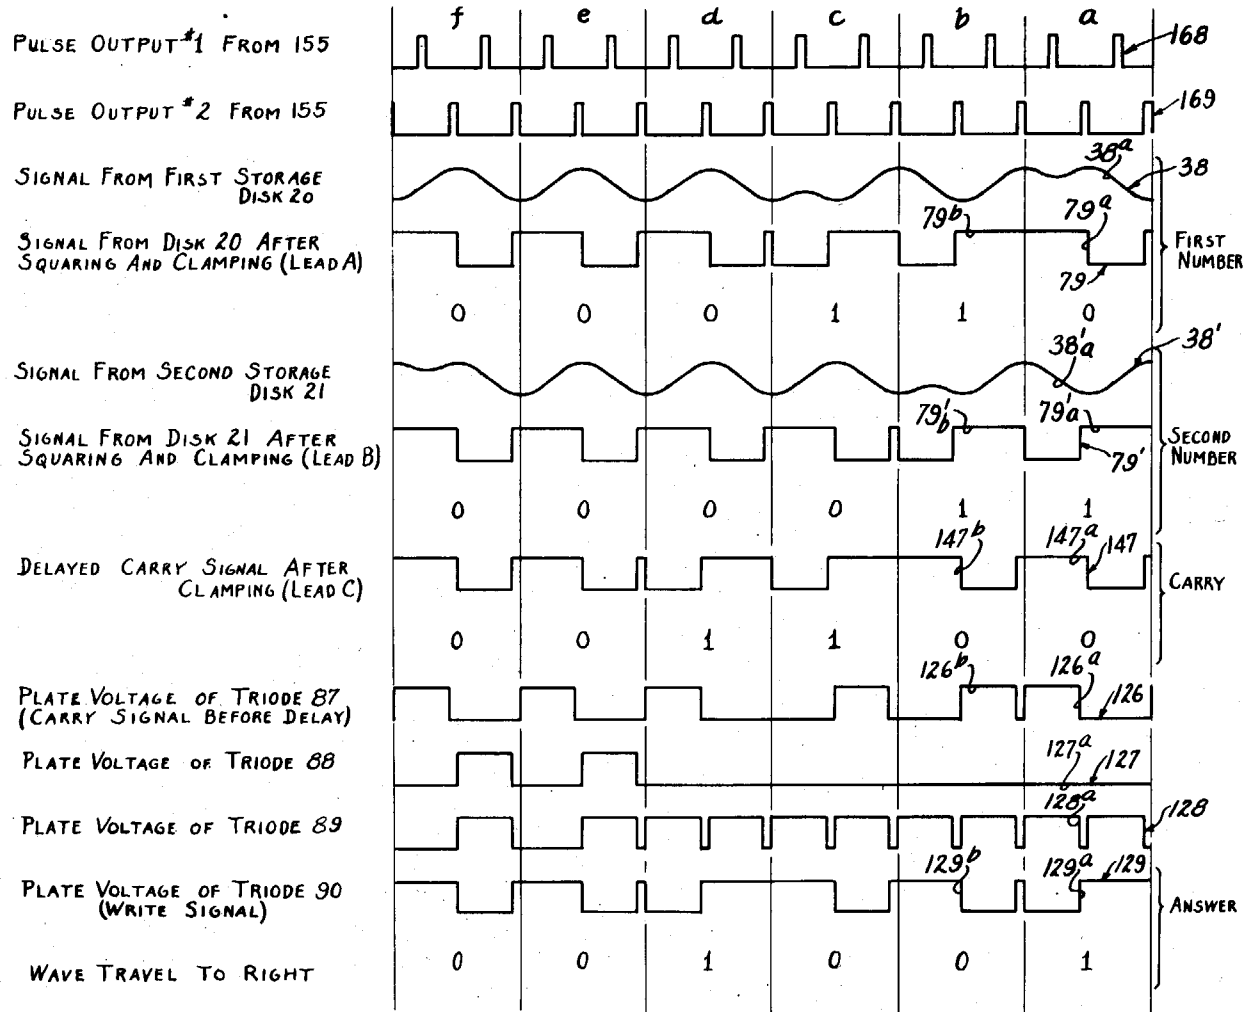 f e d c b a
PULSE OUTPUT #1 FROM 155
168
PULSE OUTPUT #2 FROM 155
169
SIGNAL FROM FIRST STORAGE
DISK 20
38a
38
SIGNAL FROM DISK 20 AFTER
SQUARING AND CLAMPING (LEAD A)
79b
79a
79
FIRST
NUMBER
0 0 0 1 1 0
SIGNAL FROM SECOND STORAGE
DISK 21
38'a
38'
SIGNAL FROM DISK 21 AFTER
SQUARING AND CLAMPING (LEAD B)
79'b
79'a
79'
SECOND
NUMBER
0 0 0 0 1 1
DELAYED CARRY SIGNAL AFTER
CLAMPING (LEAD C)
147b
147a
147
CARRY
0 0 1 1 0 0
PLATE VOLTAGE OF TRIODE 87
(CARRY SIGNAL BEFORE DELAY)
126b
126a
126
PLATE VOLTAGE OF TRIODE 88
127a
127
PLATE VOLTAGE OF TRIODE 89
128a
128
PLATE VOLTAGE OF TRIODE 90
(WRITE SIGNAL)
129b
129a
129
ANSWER
WAVE TRAVEL TO RIGHT
0 0 1 0 0 1